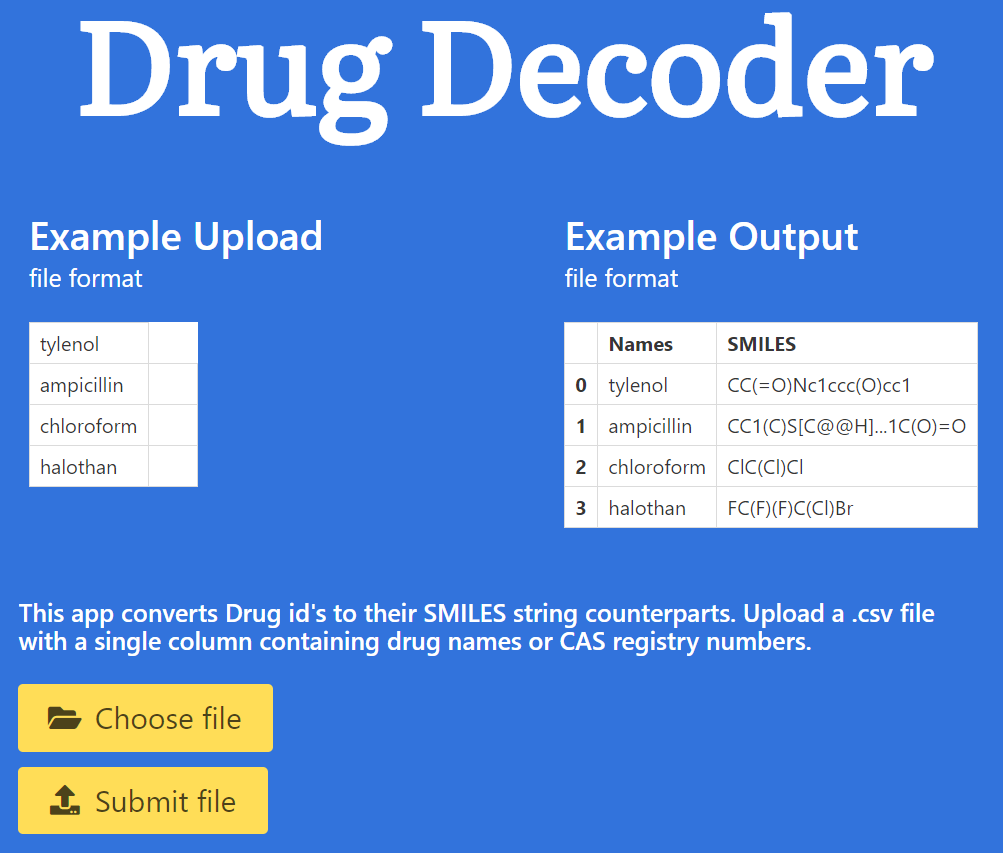 Drug Decoder
Example Upload
file format
tylenol
ampicillin
chloroform
halothan
Example Output
file format
Names SMILES
0 tylenol CC(=O)Nc1ccc(O)cc1
1 ampicillin CC1(C)S[C@@H]...1C(O)=O
2 chloroform ClC(Cl)Cl
3 halothan FC(F)(F)C(Cl)Br
This app converts Drug id's to their SMILES string counterparts. Upload a .csv file
with a single column containing drug names or CAS registry numbers.
Choose file
Submit file